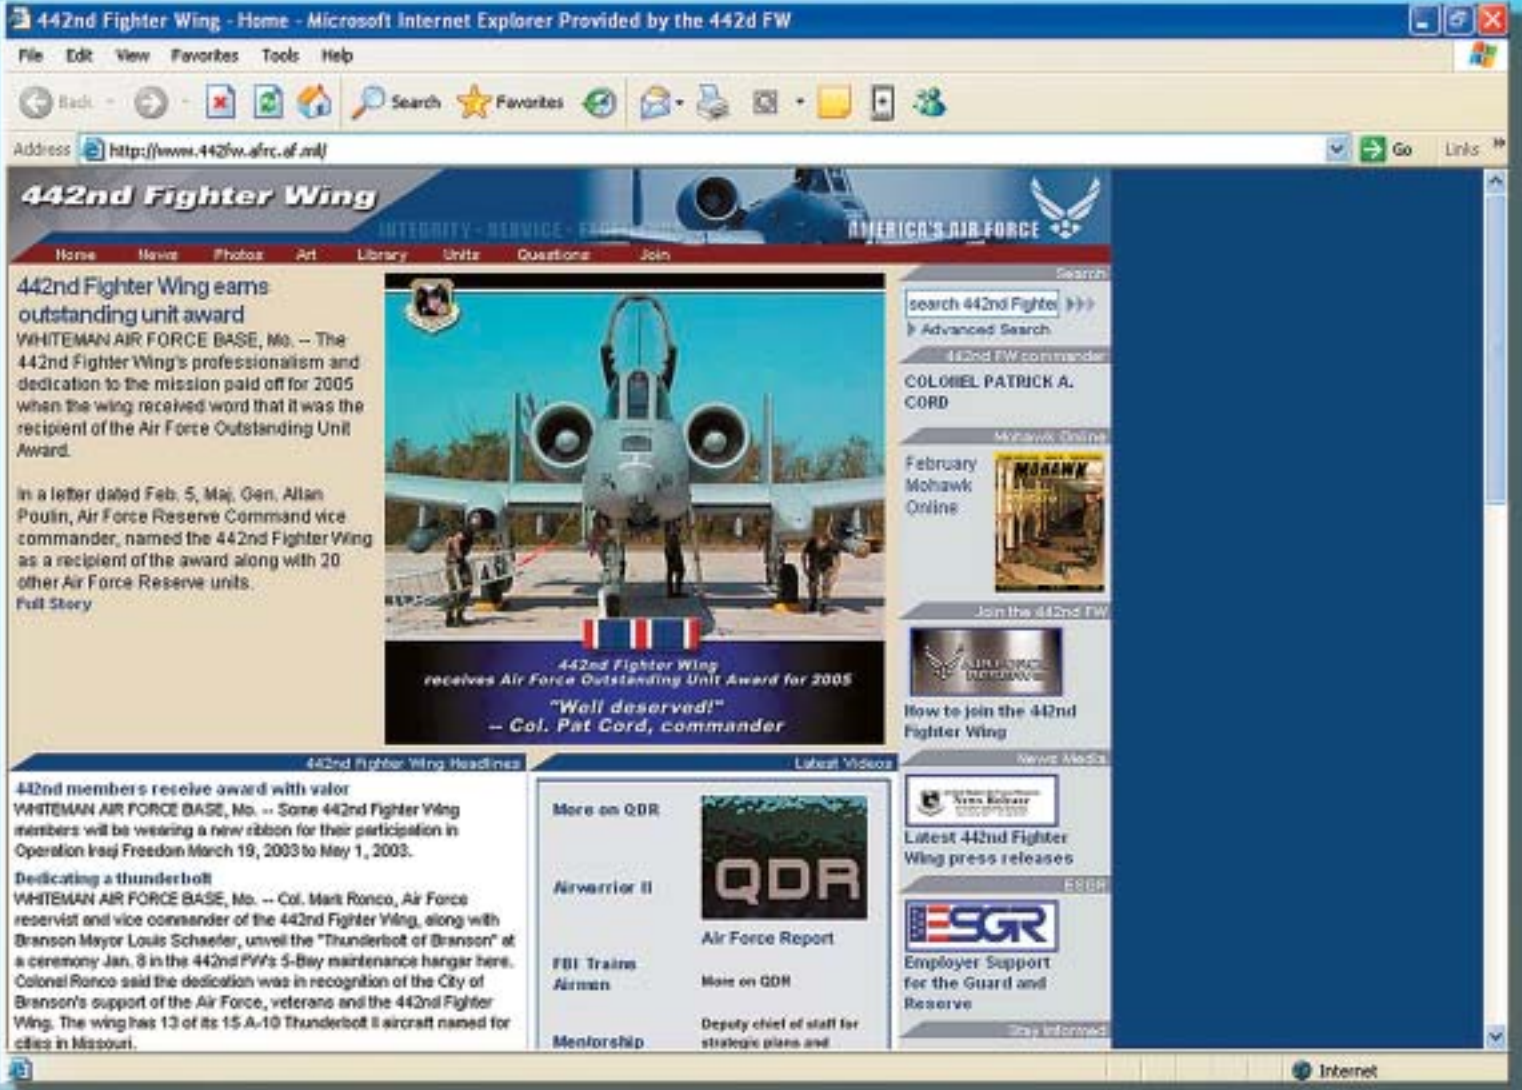 442nd Fighter Wing - Home - Microsoft Internet Explorer Provided by the 442d FW
File Edit View Favorites Tools Help
Back Search Favorites
Address http://www.442fw.afrc.af.mil/ Go Links
442nd Fighter Wing
INTEGRITY - SERVICE -
AMERICA'S AIR FORCE
Home News Photos Art Library Units Questions Join
442nd Fighter Wing earns
outstanding unit award
WHITEMAN AIR FORCE BASE, Mo. -- The
442nd Fighter Wing's professionalism and
dedication to the mission paid off for 2005
when the wing received word that it was the
recipient of the Air Force Outstanding Unit
Award.
In a letter dated Feb. 5, Maj. Gen. Allan
Poulin, Air Force Reserve Command vice
commander, named the 442nd Fighter Wing
as a recipient of the award along with 20
other Air Force Reserve units.
Full Story
442nd Fighter Wing
receives Air Force Outstanding Unit Award for 2005
"Well deserved!"
-- Col. Pat Cord, commander
Search
search 442nd Fighte
Advanced Search
442nd FW commander
COLONEL PATRICK A.
CORD
Mohawk Online
February
Mohawk
Online
MOHAWK
Join the 442nd FW
AIR FORCE
RESERVE
How to join the 442nd
Fighter Wing
News Media
News Release
Latest 442nd Fighter
Wing press releases
ESGR
ESGR
Employer Support
for the Guard and
Reserve
Stay Informed
442nd Fighter Wing Headlines
442nd members receive award with valor
WHITEMAN AIR FORCE BASE, Mo. -- Some 442nd Fighter Wing
members will be wearing a new ribbon for their participation in
Operation Iraqi Freedom March 19, 2003 to May 1, 2003.
Dedicating a thunderbolt
WHITEMAN AIR FORCE BASE, Mo. -- Col. Mark Ronco, Air Force
reservist and vice commander of the 442nd Fighter Wing, along with
Branson Mayor Louis Schaefer, unveil the "Thunderbolt of Branson" at
a ceremony Jan. 8 in the 442nd FW's 5-Bay maintenance hangar here.
Colonel Ronco said the dedication was in recognition of the City of
Branson's support of the Air Force, veterans and the 442nd Fighter
Wing. The wing has 13 of its 15 A-10 Thunderbolt II aircraft named for
cities in Missouri.
Latest Videos
More on QDR
Airwarrior II
FBI Trains
Airmen
Mentorship
QDR
Air Force Report
More on QDR
Deputy chief of staff for
strategic plans and
Internet